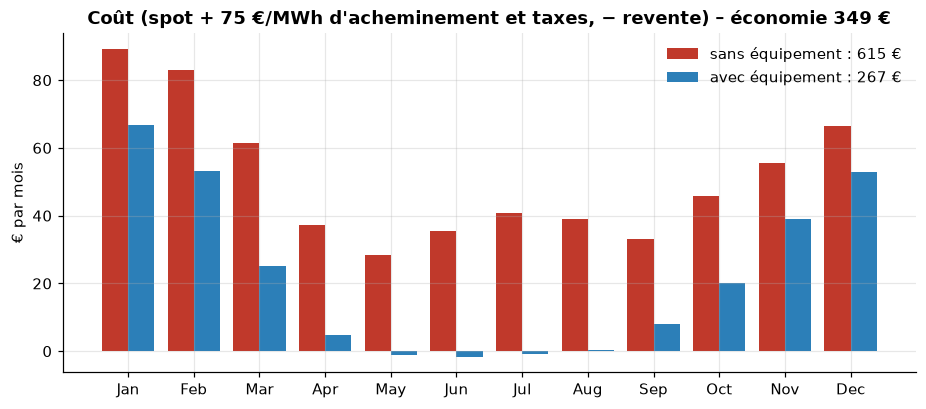 Coût (spot + 75 €/MWh d'acheminement et taxes, − revente) – économie 349 €
sans équipement : 615 €
avec équipement : 267 €
€ par mois
80
60
40
20
0
Jan Feb Mar Apr May Jun Jul Aug Sep Oct Nov Dec